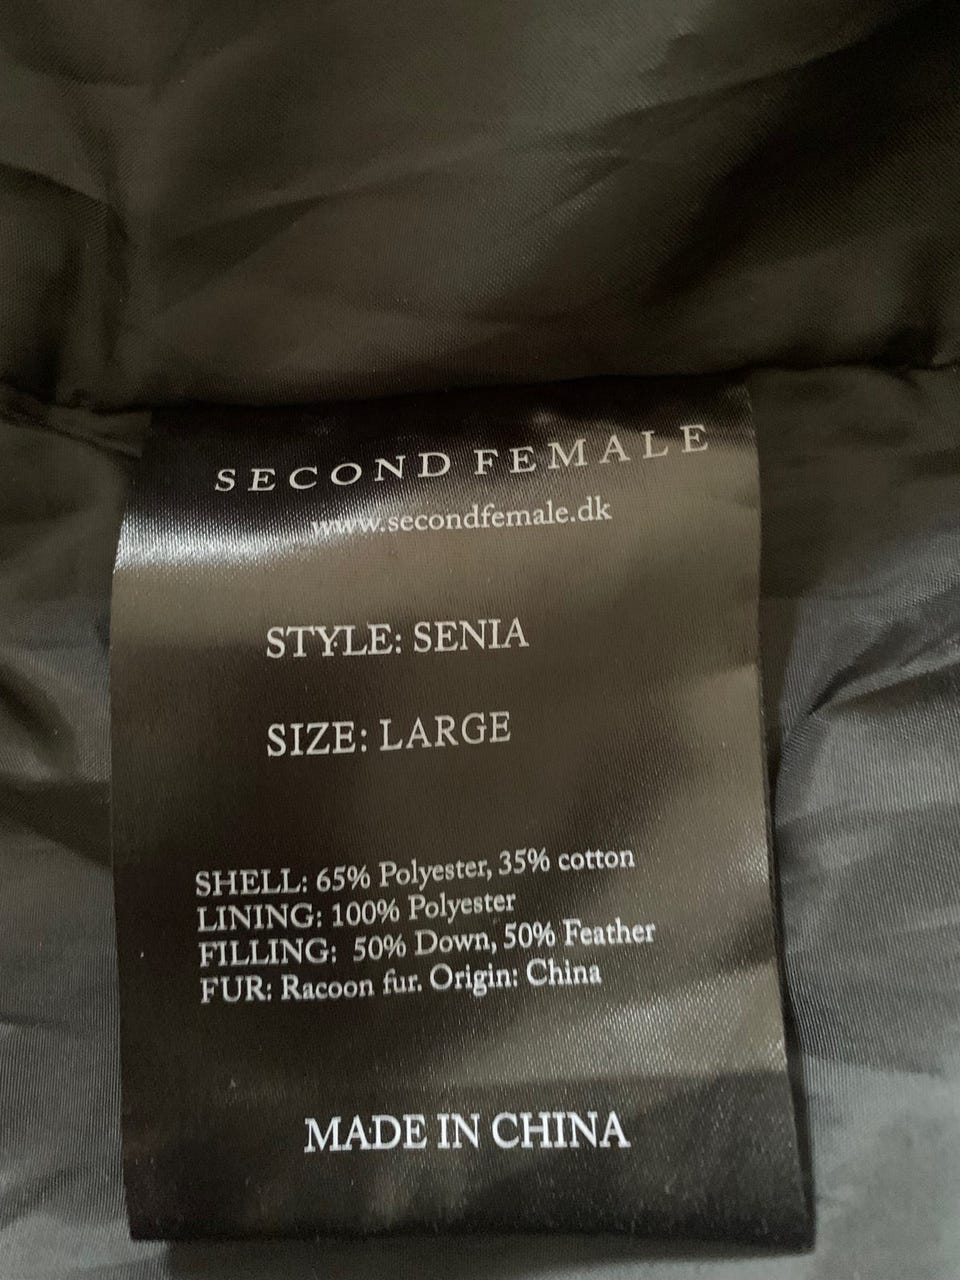 SECOND FEMALE
www.secondfemale.dk
STYLE: SENIA
SIZE: LARGE
SHELL: 65% Polyester, 35% cotton
LINING: 100% Polyester
FILLING: 50% Down, 50% Feather
FUR: Racoon fur. Origin: China
MADE IN CHINA